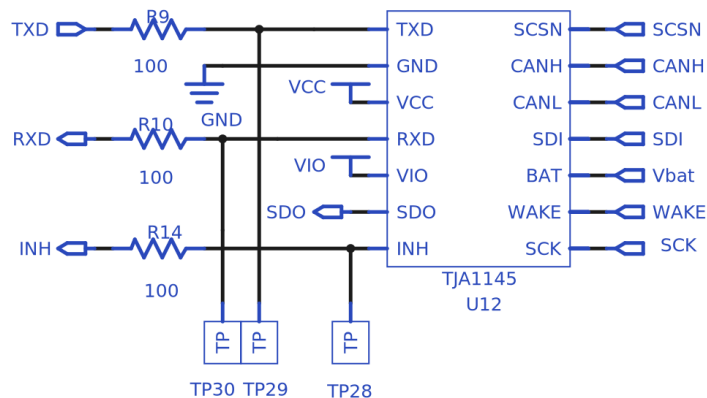 R9
TXD
TXD
SCSN
SCSN
100
GND
CANH
CANH
VCC
VCC
CANL
CANL
GND
R10
RXD
RXD
SDI
SDI
100
VIO
VIO
BAT
Vbat
SDO
SDO
WAKE
WAKE
R14
INH
INH
SCK
SCK
100
TJA1145
U12
TP
TP
TP
TP30
TP29
TP28